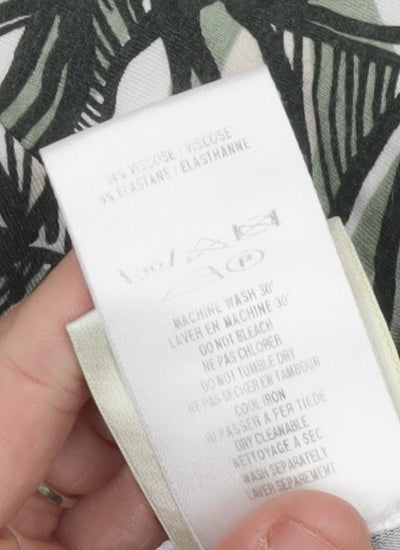 94% VISCOSE / VISCOSE
6% ELASTANE / ELASTHANNE
30°
P
MACHINE WASH 30°
LAVER EN MACHINE 30°
DO NOT BLEACH
NE PAS CHLORER
DO NOT TUMBLE DRY
NE PAS SECHER EN TAMBOUR
COOL IRON
REPASSER A FER TIEDE
DRY CLEANABLE
NETTOYAGE A SEC
WASH SEPARATELY
LAVER SEPAREMENT